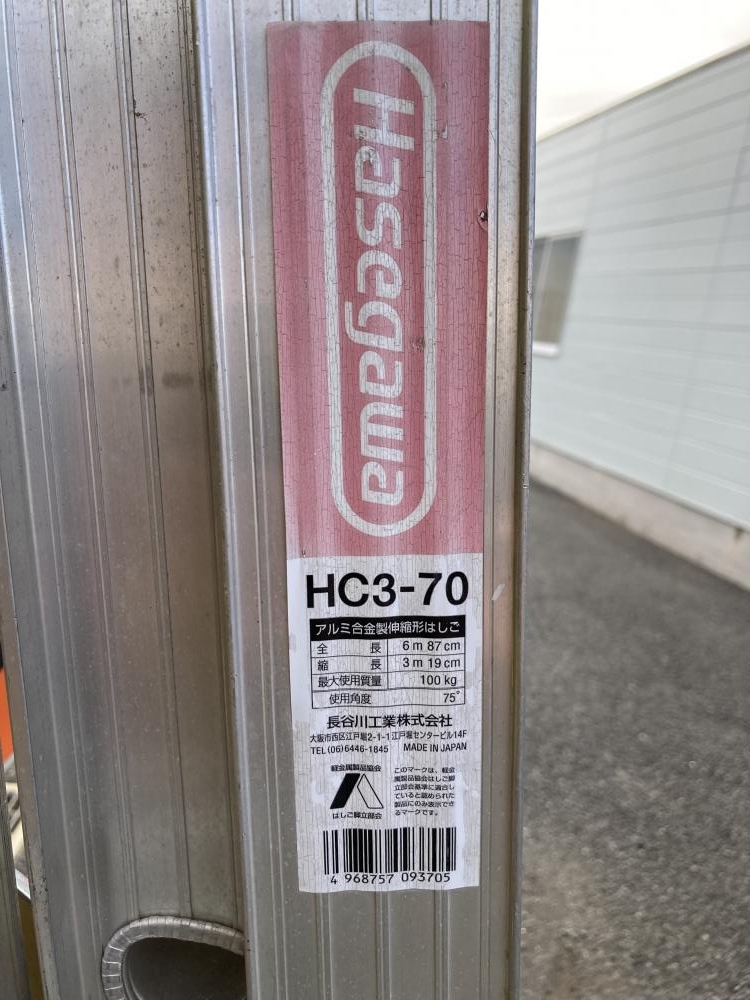 Hasegawa
HC3-70
アルミ合金製伸縮形はしご
全 長 6m 87cm
縮 長 3m 19cm
最大使用質量 100kg
使用角度 75°
長谷川工業株式会社
大阪市西区江戸堀2-1-1江戸堀センタービル14F
TEL(06)6446-1845 MADE IN JAPAN
軽金属製品協会
はしご脚立部会
このマークは、軽金
属製品協会はしご脚
立部会基準に適合し
ていると認められた
製品にのみ表示でき
るマークです。
4 968757 093705